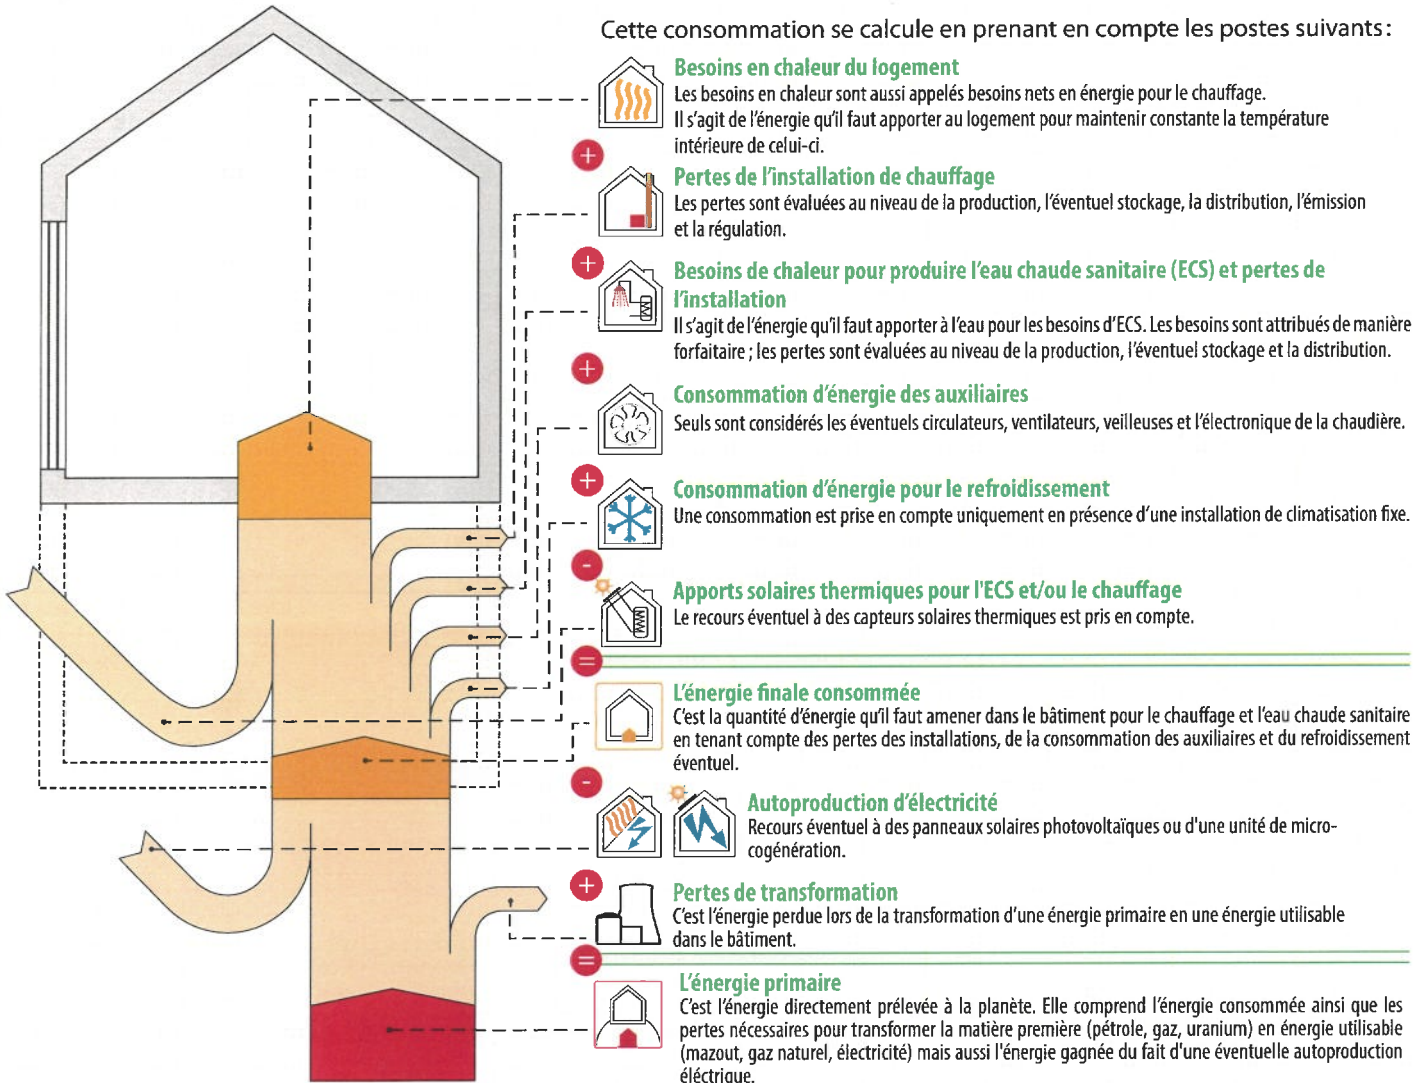 Cette consommation se calcule en prenant en compte les postes suivants:
Besoins en chaleur du logement
Les besoins en chaleur sont aussi appelés besoins nets en énergie pour le chauffage.
Il s'agit de l'énergie qu'il faut apporter au logement pour maintenir constante la température
intérieure de celui-ci.
+
Pertes de l'installation de chauffage
Les pertes sont évaluées au niveau de la production, l'éventuel stockage, la distribution, l'émission
et la régulation.
+
Besoins de chaleur pour produire l'eau chaude sanitaire (ECS) et pertes de
l'installation
Il s'agit de l'énergie qu'il faut apporter à l'eau pour les besoins d'ECS. Les besoins sont attribués de manière
forfaitaire ; les pertes sont évaluées au niveau de la production, l'éventuel stockage et la distribution.
+
Consommation d'énergie des auxiliaires
Seuls sont considérés les éventuels circulateurs, ventilateurs, veilleuses et l'électronique de la chaudière.
+
Consommation d'énergie pour le refroidissement
Une consommation est prise en compte uniquement en présence d'une installation de climatisation fixe.
-
Apports solaires thermiques pour l'ECS et/ou le chauffage
Le recours éventuel à des capteurs solaires thermiques est pris en compte.
=
L'énergie finale consommée
C'est la quantité d'énergie qu'il faut amener dans le bâtiment pour le chauffage et l'eau chaude sanitaire
en tenant compte des pertes des installations, de la consommation des auxiliaires et du refroidissement
éventuel.
-
Autoproduction d'électricité
Recours éventuel à des panneaux solaires photovoltaïques ou d'une unité de micro-
cogénération.
+
Pertes de transformation
C'est l'énergie perdue lors de la transformation d'une énergie primaire en une énergie utilisable
dans le bâtiment.
=
L'énergie primaire
C'est l'énergie directement prélevée à la planète. Elle comprend l'énergie consommée ainsi que les
pertes nécessaires pour transformer la matière première (pétrole, gaz, uranium) en énergie utilisable
(mazout, gaz naturel, électricité) mais aussi l'énergie gagnée du fait d'une éventuelle autoproduction
éléctrique.